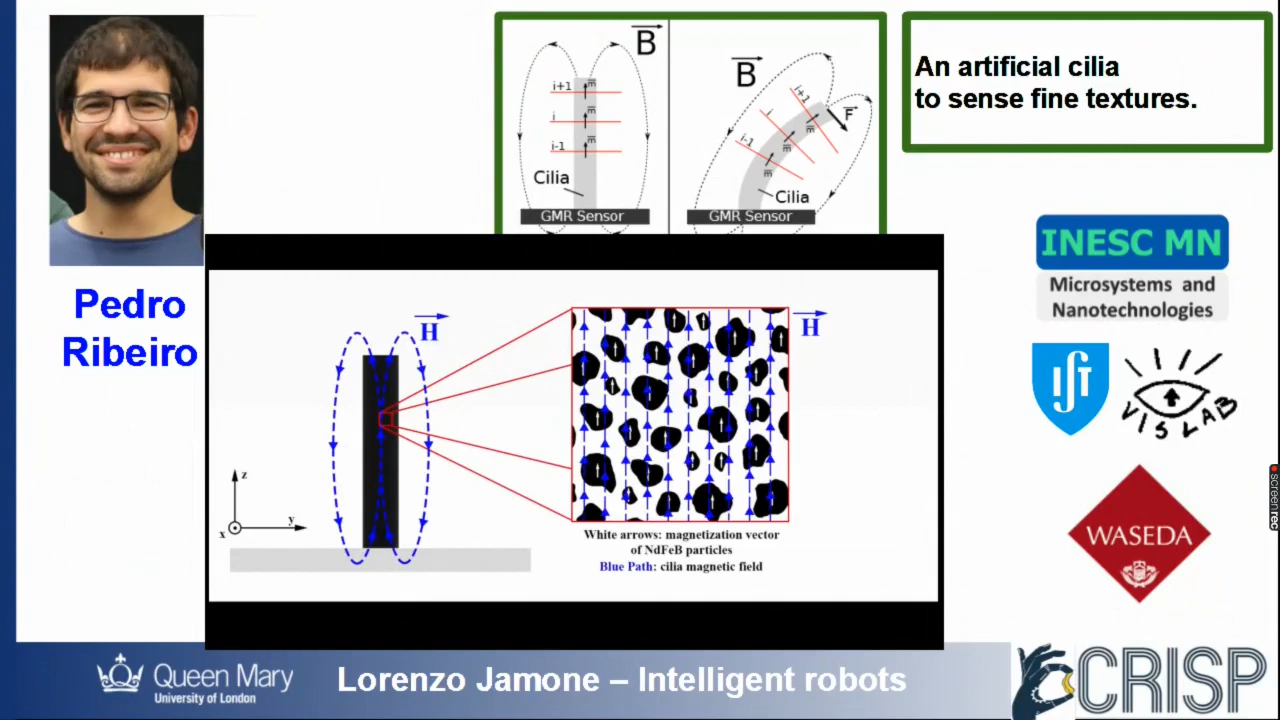 Pedro
Ribeiro
B
i+1
i
i-1
Cilia
GMR Sensor
B
i+1
i
i-1
F
Cilia
GMR Sensor
An artificial cilia
to sense fine textures.
INESC MN
Microsystems and
Nanotechnologies
IST
VISLAB
WASEDA
H
z
y
x
H
White arrows: magnetization vector
of NdFeB particles
Blue Path: cilia magnetic field
Queen Mary
University of London
Lorenzo Jamone – Intelligent robots
CRISP
screenrec